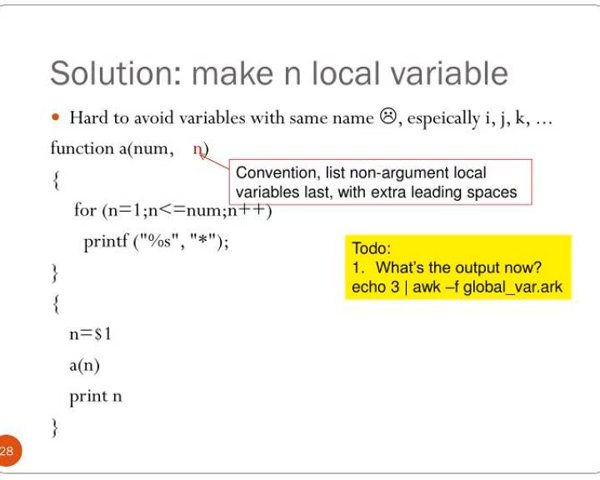 Solution: make n local variable
• Hard to avoid variables with same name ☹, espeically i, j, k, …
function a(num, n)
Convention, list non-argument local
variables last, with extra leading spaces
{
for (n=1;n<=num;n++)
printf ("%s", "*");
}
Todo:
1. What's the output now?
echo 3 | awk –f global_var.ark
{
n=$1
a(n)
print n
}
28